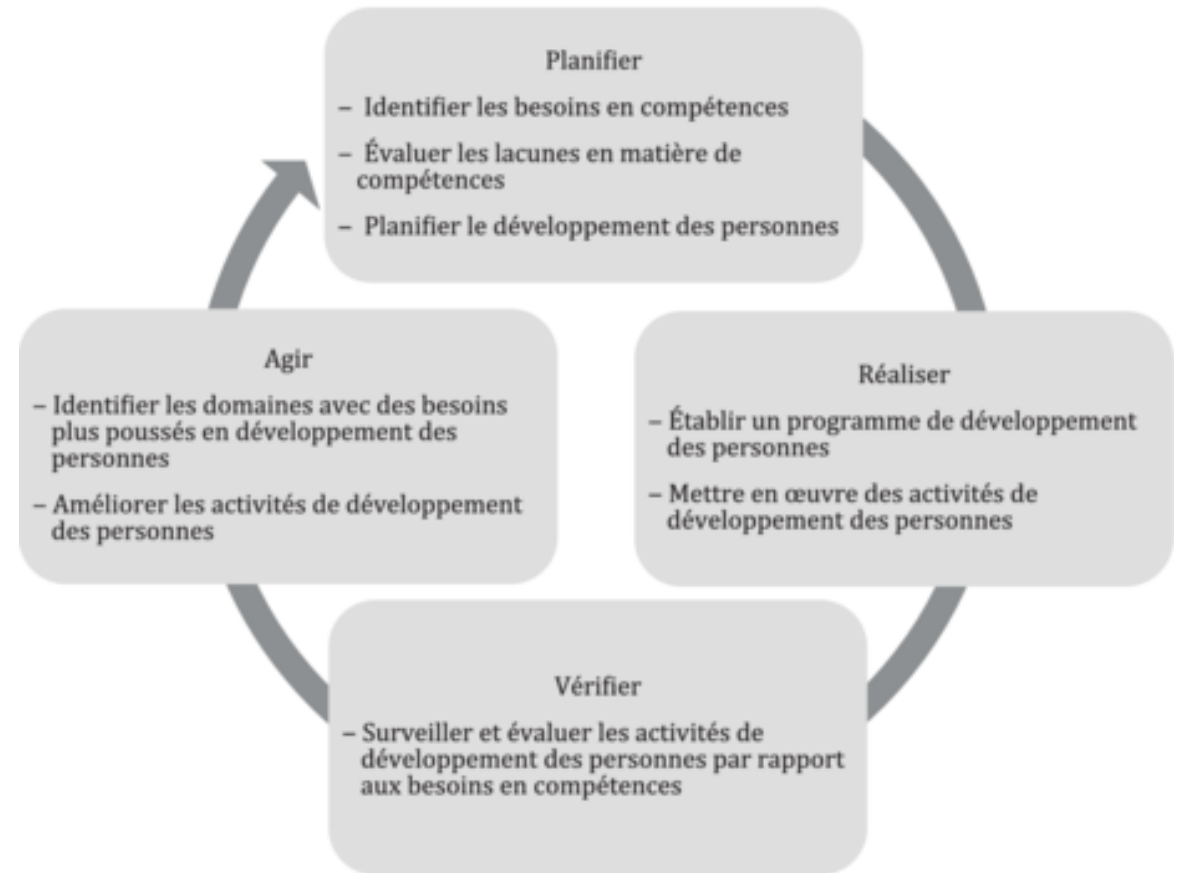 Planifier
– Identifier les besoins en compétences
– Évaluer les lacunes en matière de
compétences
– Planifier le développement des personnes
Réaliser
– Établir un programme de développement
des personnes
– Mettre en œuvre des activités de
développement des personnes
Vérifier
– Surveiller et évaluer les activités de
développement des personnes par rapport
aux besoins en compétences
Agir
– Identifier les domaines avec des besoins
plus poussés en développement des
personnes
– Améliorer les activités de développement
des personnes